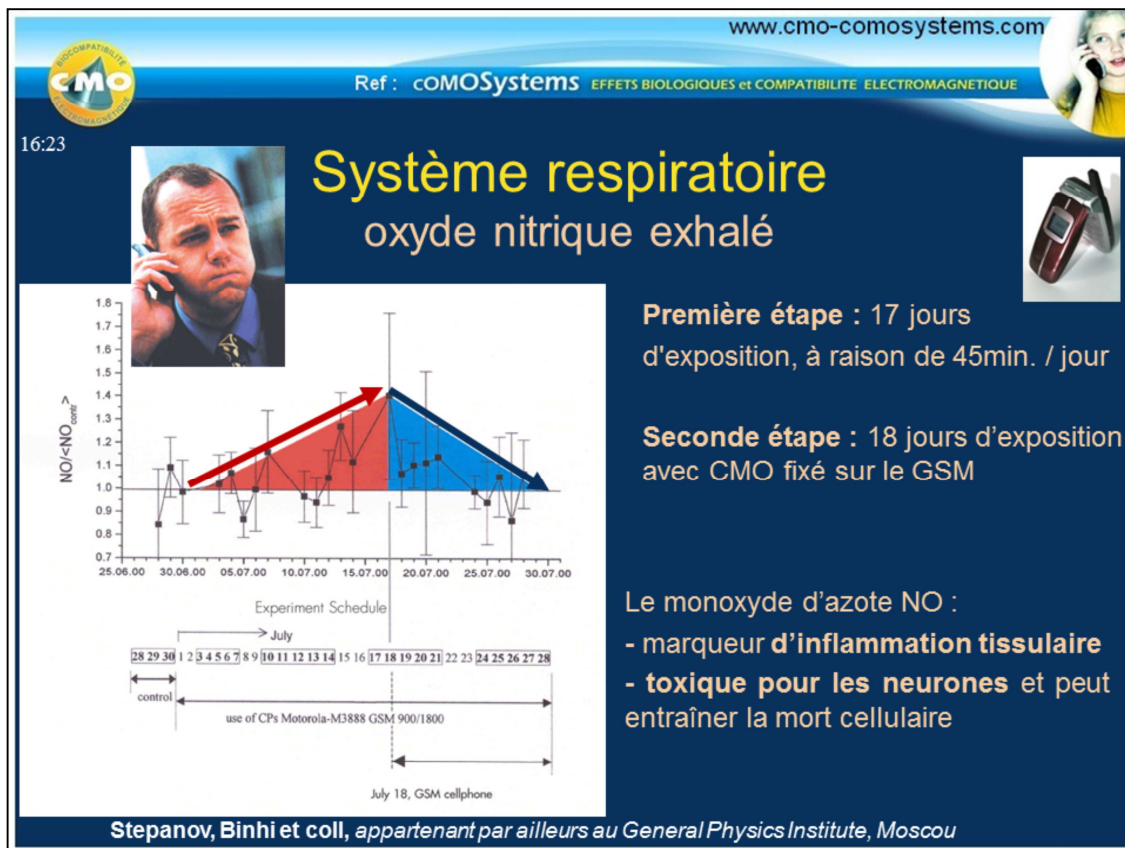 www.cmo-comosystems.com
BIOCOMPATIBILITE
CMO
ELECTROMAGNETIQUE
Ref : COMOSystems EFFETS BIOLOGIQUES et COMPATIBILITE ELECTROMAGNETIQUE
16:23
Système respiratoire
oxyde nitrique exhalé
1.8
1.7
1.6
1.5
1.4
1.3
1.2
1.1
1.0
0.9
0.8
0.7
NO/<NO contr>
25.06.00 30.06.00 05.07.00 10.07.00 15.07.00 20.07.00 25.07.00 30.07.00
Experiment Schedule
July
28 29 30 1 2 3 4 5 6 7 8 9 10 11 12 13 14 15 16 17 18 19 20 21 22 23 24 25 26 27 28
control
use of CPs Motorola-M3888 GSM 900/1800
July 18, GSM cellphone
Première étape : 17 jours
d'exposition, à raison de 45min. / jour
Seconde étape : 18 jours d’exposition
avec CMO fixé sur le GSM
Le monoxyde d’azote NO :
- marqueur d’inflammation tissulaire
- toxique pour les neurones et peut
entraîner la mort cellulaire
Stepanov, Binhi et coll, appartenant par ailleurs au General Physics Institute, Moscou